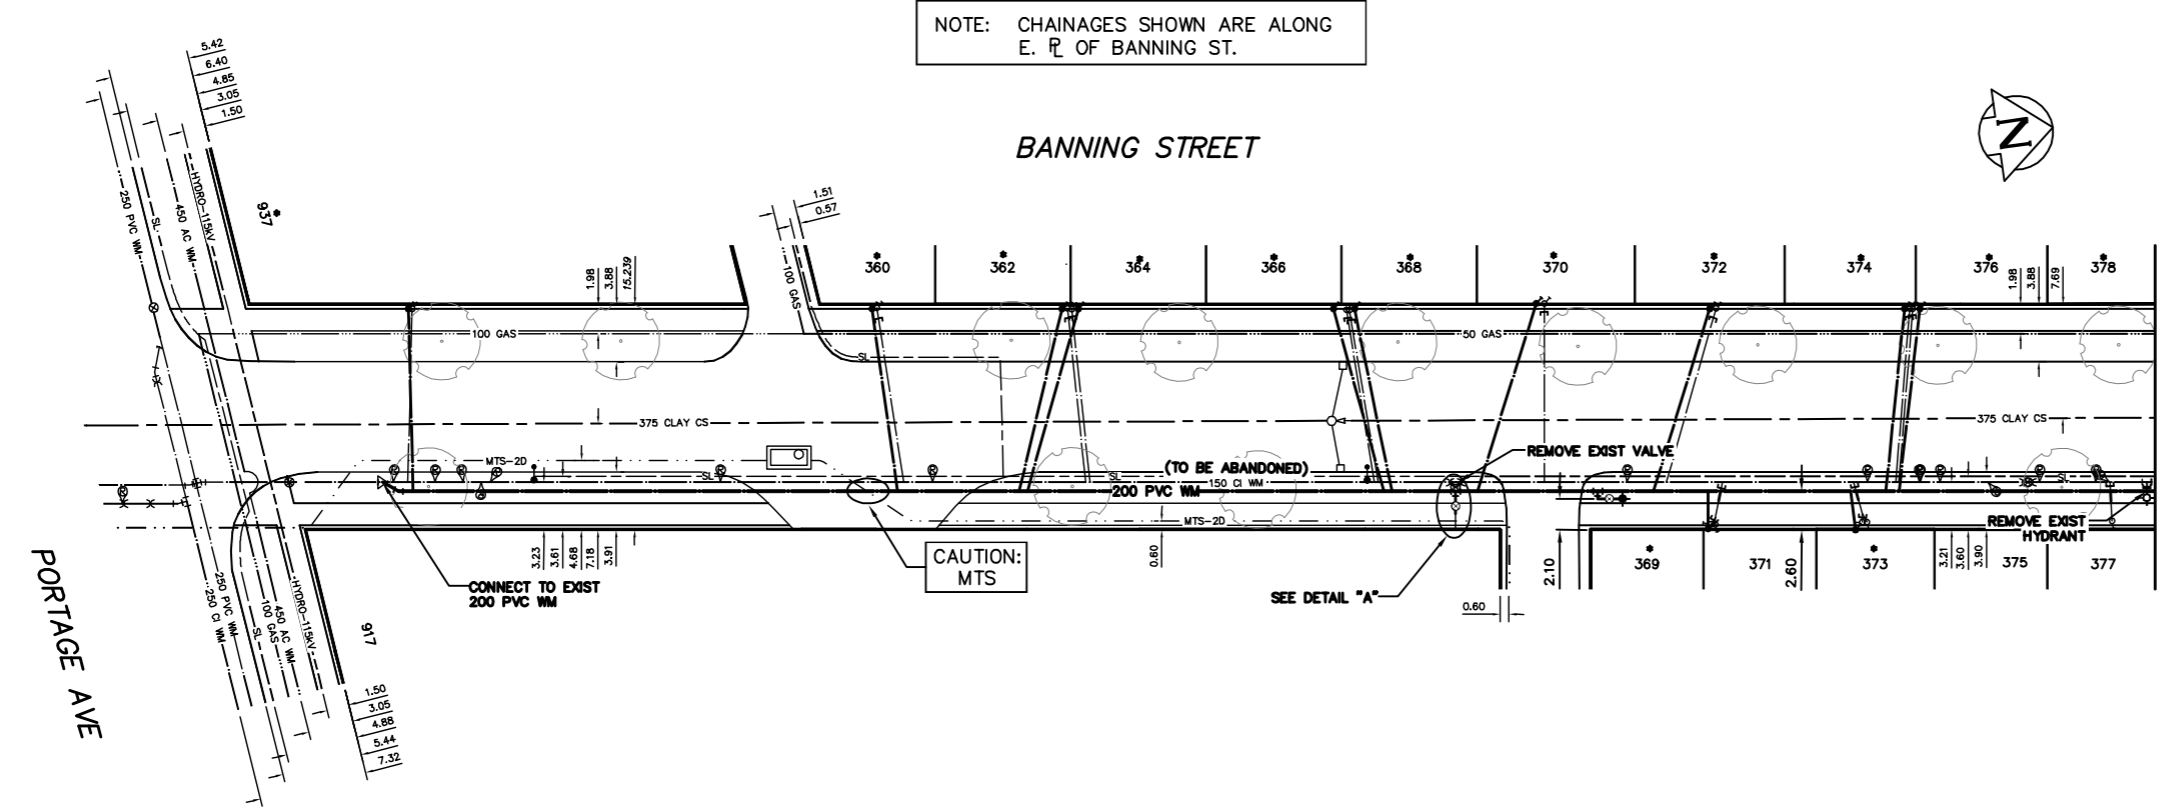 NOTE: CHAINAGES SHOWN ARE ALONG
E. PL OF BANNING ST.
BANNING STREET
N
5.42
6.40
4.85
3.05
1.50
250 PVC WM
SL
450 AC WM
HYDRO-115kV
937*
1.51
0.57
100 GAS
1.98
3.88
15.239
*
360
*
362
*
364
*
366
*
368
*
370
*
372
*
374
*
376
*
378
1.98
3.88
7.69
100 GAS
50 GAS
SL
375 CLAY CS
375 CLAY CS
MTS-2D
SL
(TO BE ABANDONED)
SL
150 CI WM
200 PVC WM
REMOVE EXIST VALVE
SL
MTS-2D
REMOVE EXIST
HYDRANT
CAUTION:
MTS
CONNECT TO EXIST
200 PVC WM
3.23
3.61
4.68
7.18
3.91
0.60
SEE DETAIL "A"
0.60
2.10
*
369
371
2.60
*
373
3.21
3.60
3.90
375
377
PORTAGE AVE
250 CI WM
250 PVC WM
SL
100 GAS
450 AC WM
HYDRO-115kV
917
1.50
3.05
4.88
5.44
7.32